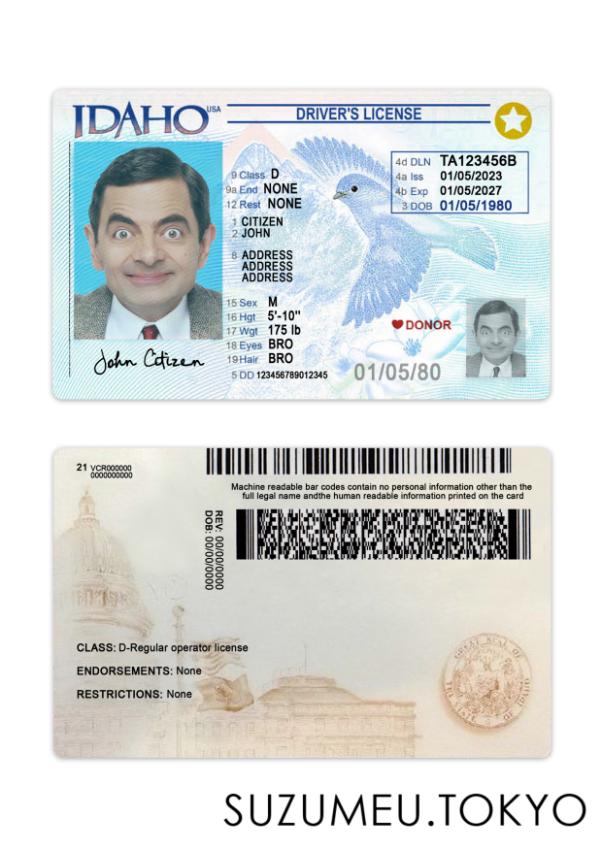 IDAHO USA
DRIVER'S LICENSE
4d DLN TA123456B
4a Iss 01/05/2023
4b Exp 01/05/2027
3 DOB 01/05/1980
9 Class D
9a End NONE
12 Rest NONE
1 CITIZEN
2 JOHN
8 ADDRESS
ADDRESS
ADDRESS
15 Sex M
16 Hgt 5'-10"
17 Wgt 175 lb
18 Eyes BRO
19 Hair BRO
5 DD 123456789012345
DONOR
01/05/80
John Citizen
21 VCR000000
0000000000
Machine readable bar codes contain no personal information other than the
full legal name andthe human readable information printed on the card
REV: 00/00/0000
DOB: 00/00/0000
CLASS: D-Regular operator license
ENDORSEMENTS: None
RESTRICTIONS: None
GREAT SEAL OF
THE STATE OF IDAHO
SUZUMEU.TOKYO